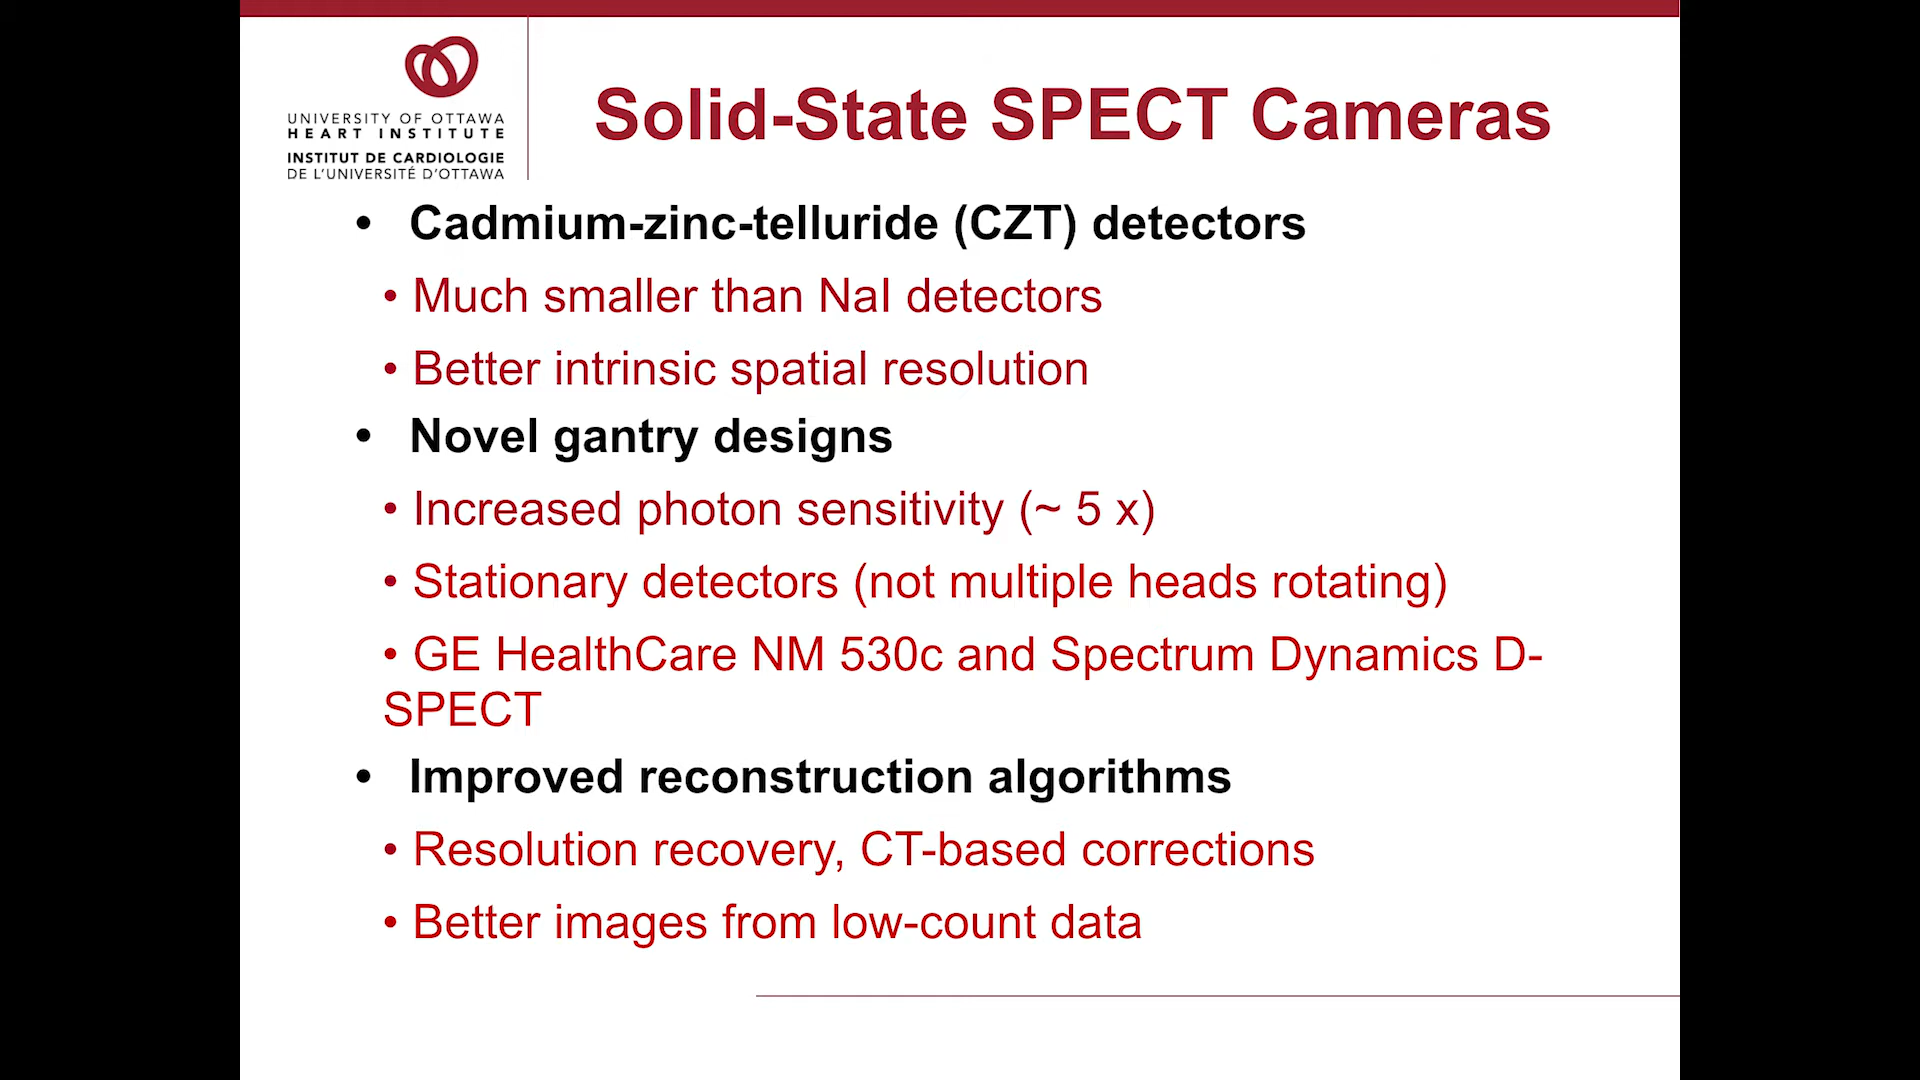 UNIVERSITY OF OTTAWA
HEART INSTITUTE
INSTITUT DE CARDIOLOGIE
DE L'UNIVERSITÉ D'OTTAWA
Solid-State SPECT Cameras
• Cadmium-zinc-telluride (CZT) detectors
• Much smaller than NaI detectors
• Better intrinsic spatial resolution
• Novel gantry designs
• Increased photon sensitivity (~ 5 x)
• Stationary detectors (not multiple heads rotating)
• GE HealthCare NM 530c and Spectrum Dynamics D-
SPECT
• Improved reconstruction algorithms
• Resolution recovery, CT-based corrections
• Better images from low-count data